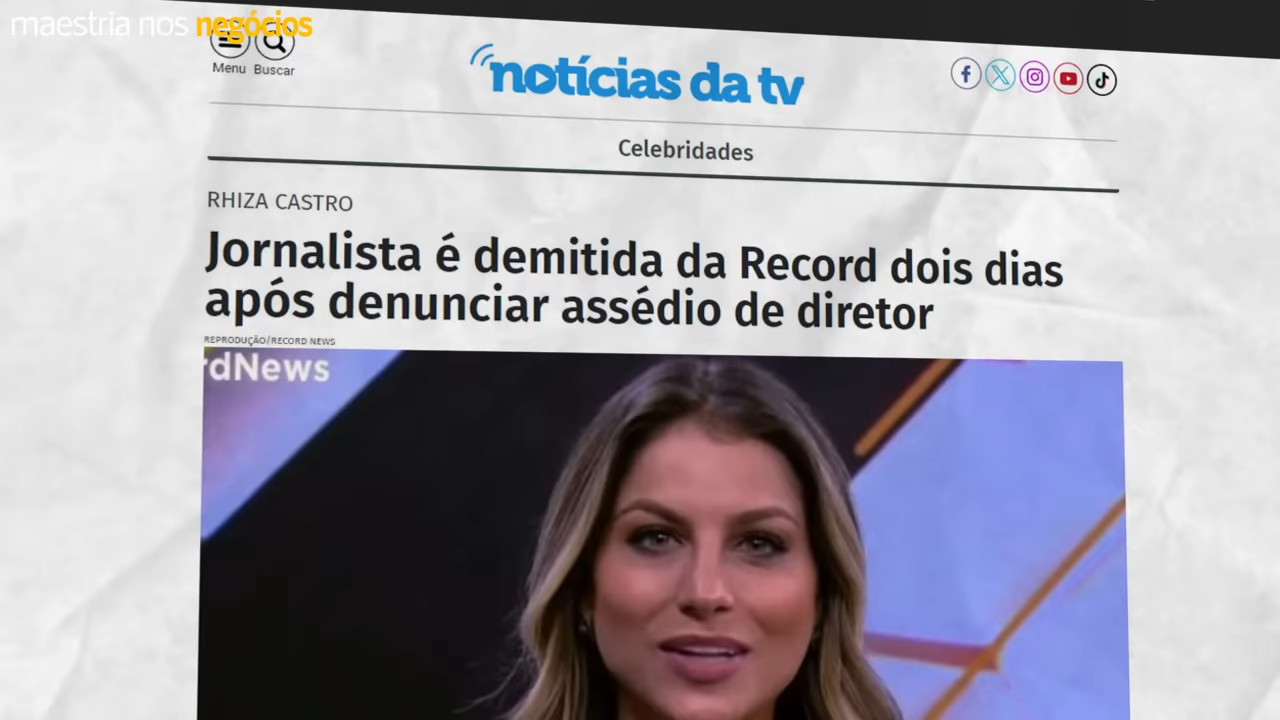 maestria nos negócios
Menu Buscar
notícias da tv
Celebridades
RHIZA CASTRO
Jornalista é demitida da Record dois dias
após denunciar assédio de diretor
REPRODUÇÃO/RECORD NEWS
rdNews